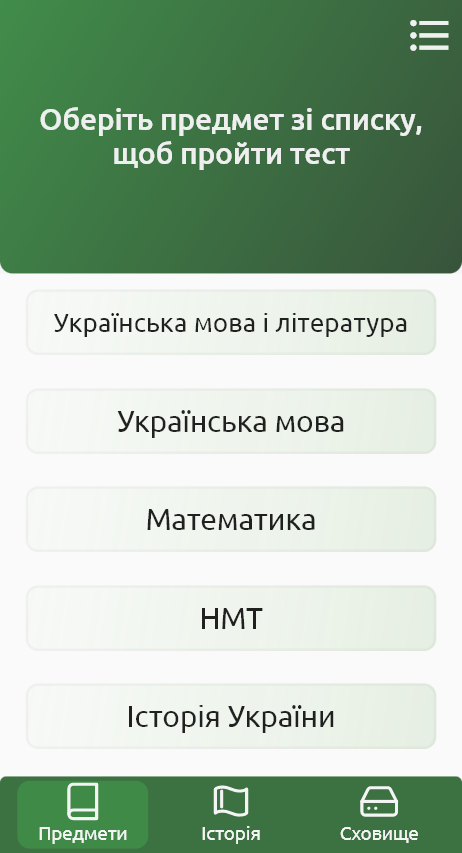 Оберіть предмет зі списку,
щоб пройти тест
Українська мова і література
Українська мова
Математика
НМТ
Історія України
Предмети
Історія
Сховище